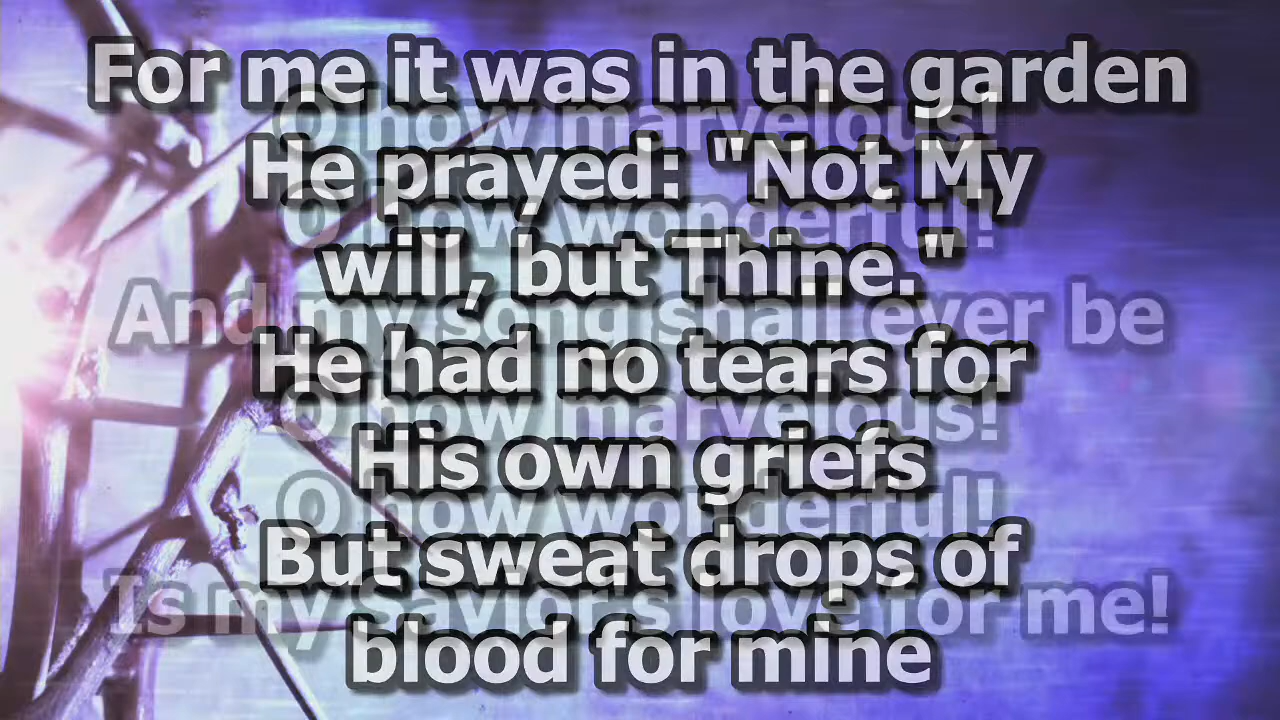 For me it was in the garden
O how marvelous!
He prayed: "Not My
O how wonderful!
will, but Thine."
And my song shall ever be
He had no tears for
O how marvelous!
His own griefs
O how wonderful!
But sweat drops of
Is my Savior's love for me!
blood for mine